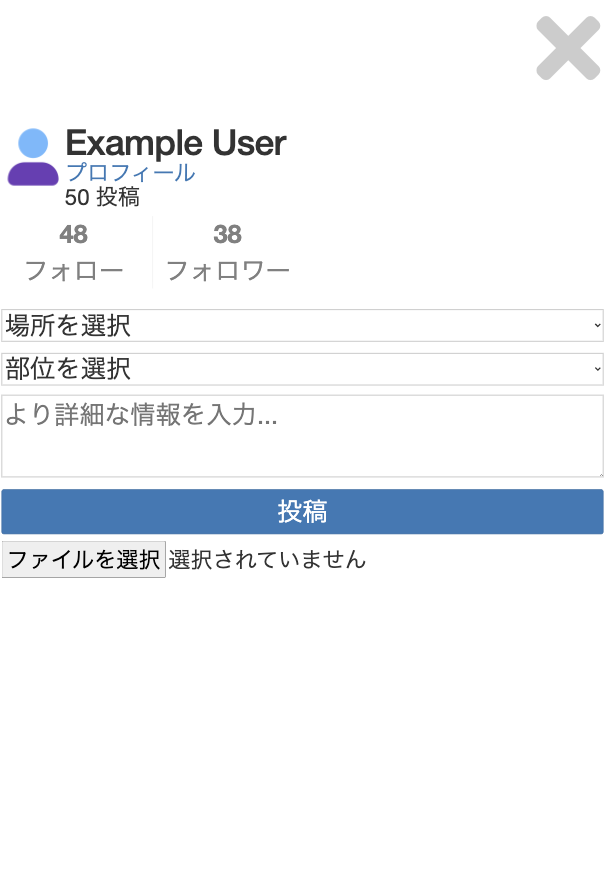 Example User
プロフィール
50 投稿
48
フォロー
38
フォロワー
場所を選択
部位を選択
より詳細な情報を入力...
投稿
ファイルを選択 選択されていません